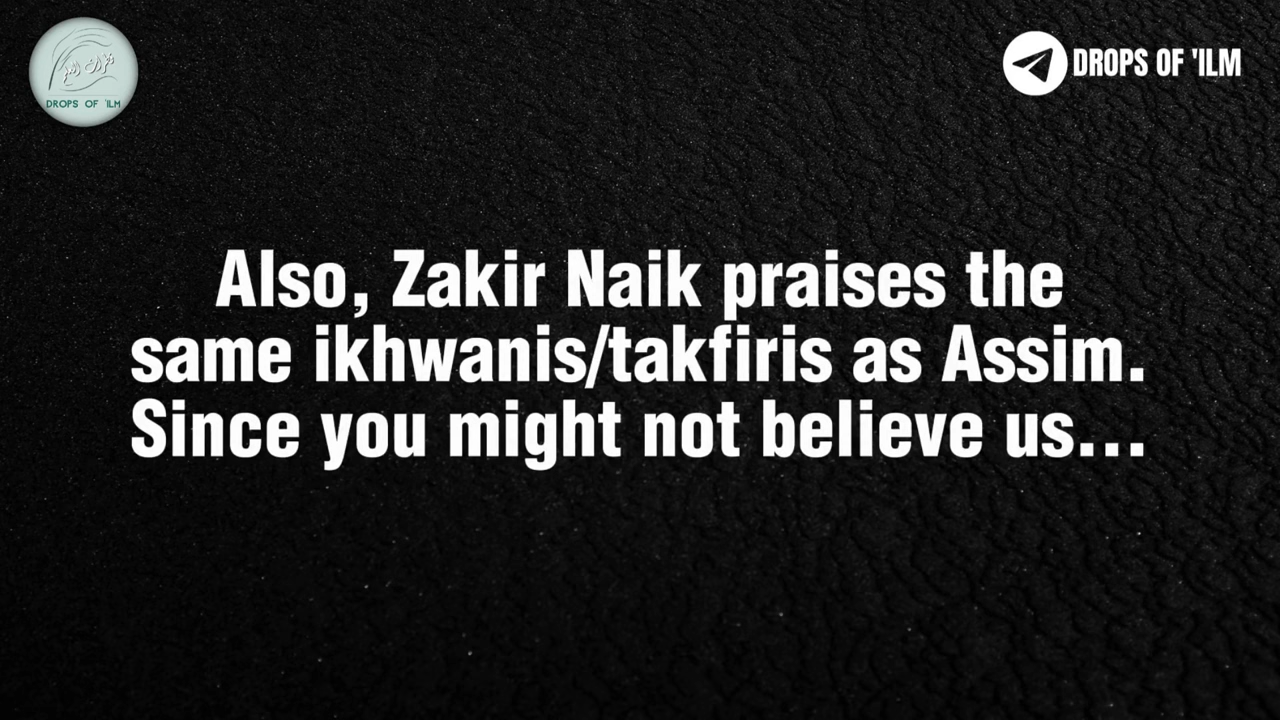 DROPS OF 'ILM
DROPS OF 'ILM
Also, Zakir Naik praises the
same ikhwanis/takfiris as Assim.
Since you might not believe us...